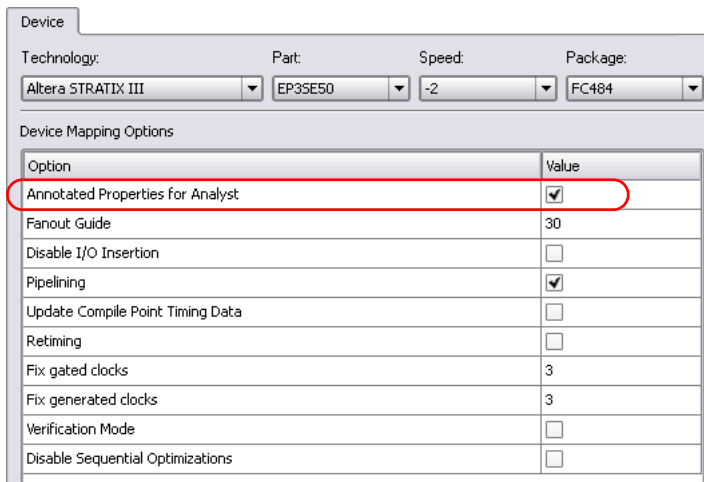 Device
Technology: Part: Speed: Package:
Altera STRATIX III EP3SE50 -2 FC484
Device Mapping Options
Option Value
Annotated Properties for Analyst
Fanout Guide 30
Disable I/O Insertion
Pipelining
Update Compile Point Timing Data
Retiming
Fix gated clocks 3
Fix generated clocks 3
Verification Mode
Disable Sequential Optimizations